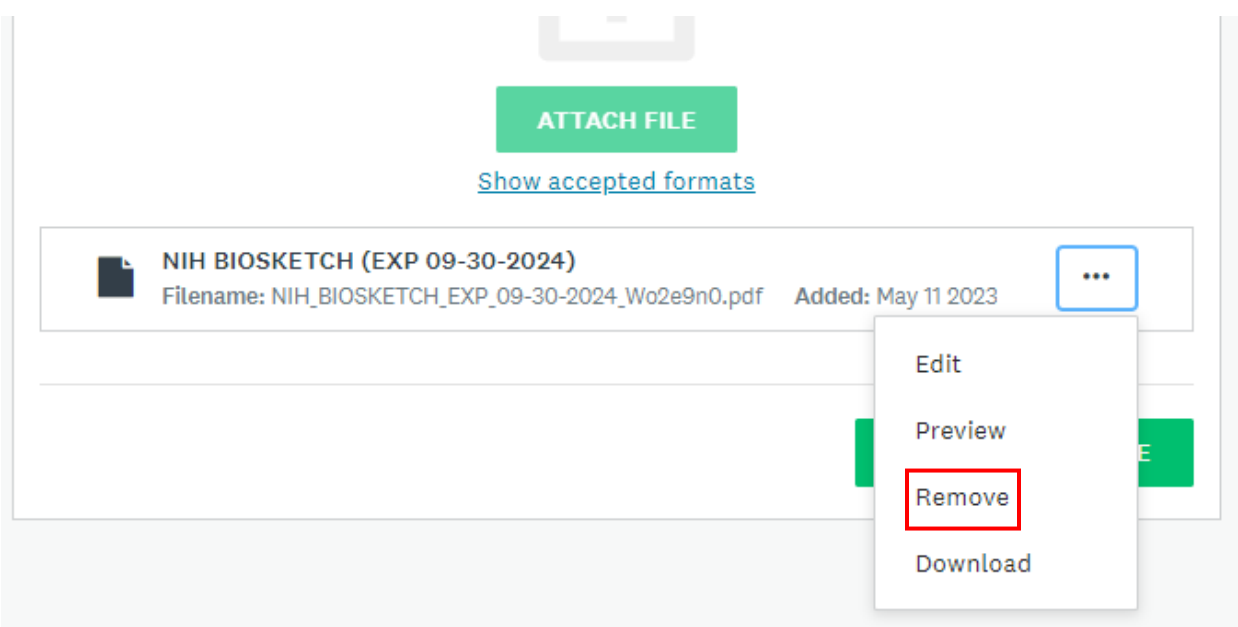 ATTACH FILE
Show accepted formats
NIH BIOSKETCH (EXP 09-30-2024)
Filename: NIH_BIOSKETCH_EXP_09-30-2024_Wo2e9n0.pdf Added: May 11 2023
•••
Edit
Preview
E
Remove
Download